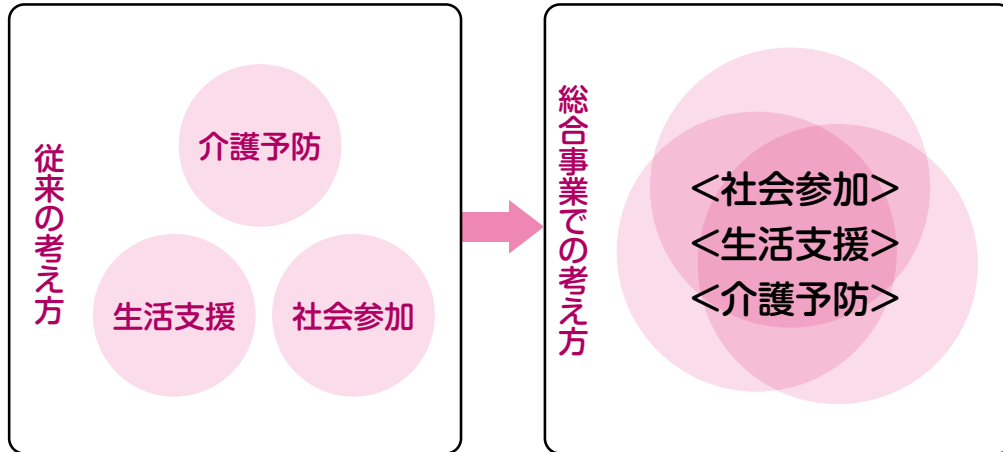 従来の考え方
介護予防
生活支援
社会参加
総合事業での考え方
<社会参加>
<生活支援>
<介護予防>